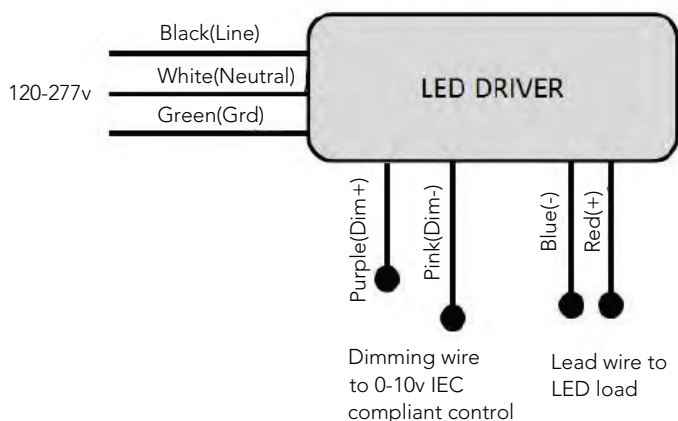 Black(Line)
120-277v
White(Neutral)
Green(Grd)
LED DRIVER
Purple(Dim+)
Pink(Dim-)
Blue(-)
Red(+)
Dimming wire
to 0-10v IEC
compliant control
Lead wire to
LED load